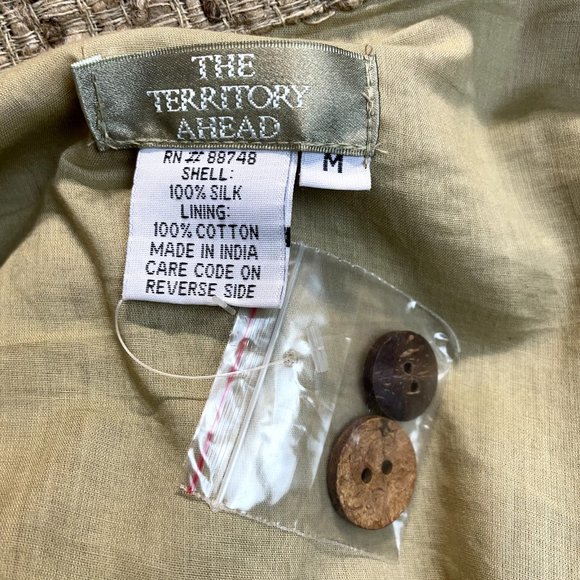 THE
TERRITORY
AHEAD
M
RN# 88748
SHELL:
100% SILK
LINING:
100% COTTON
MADE IN INDIA
CARE CODE ON
REVERSE SIDE